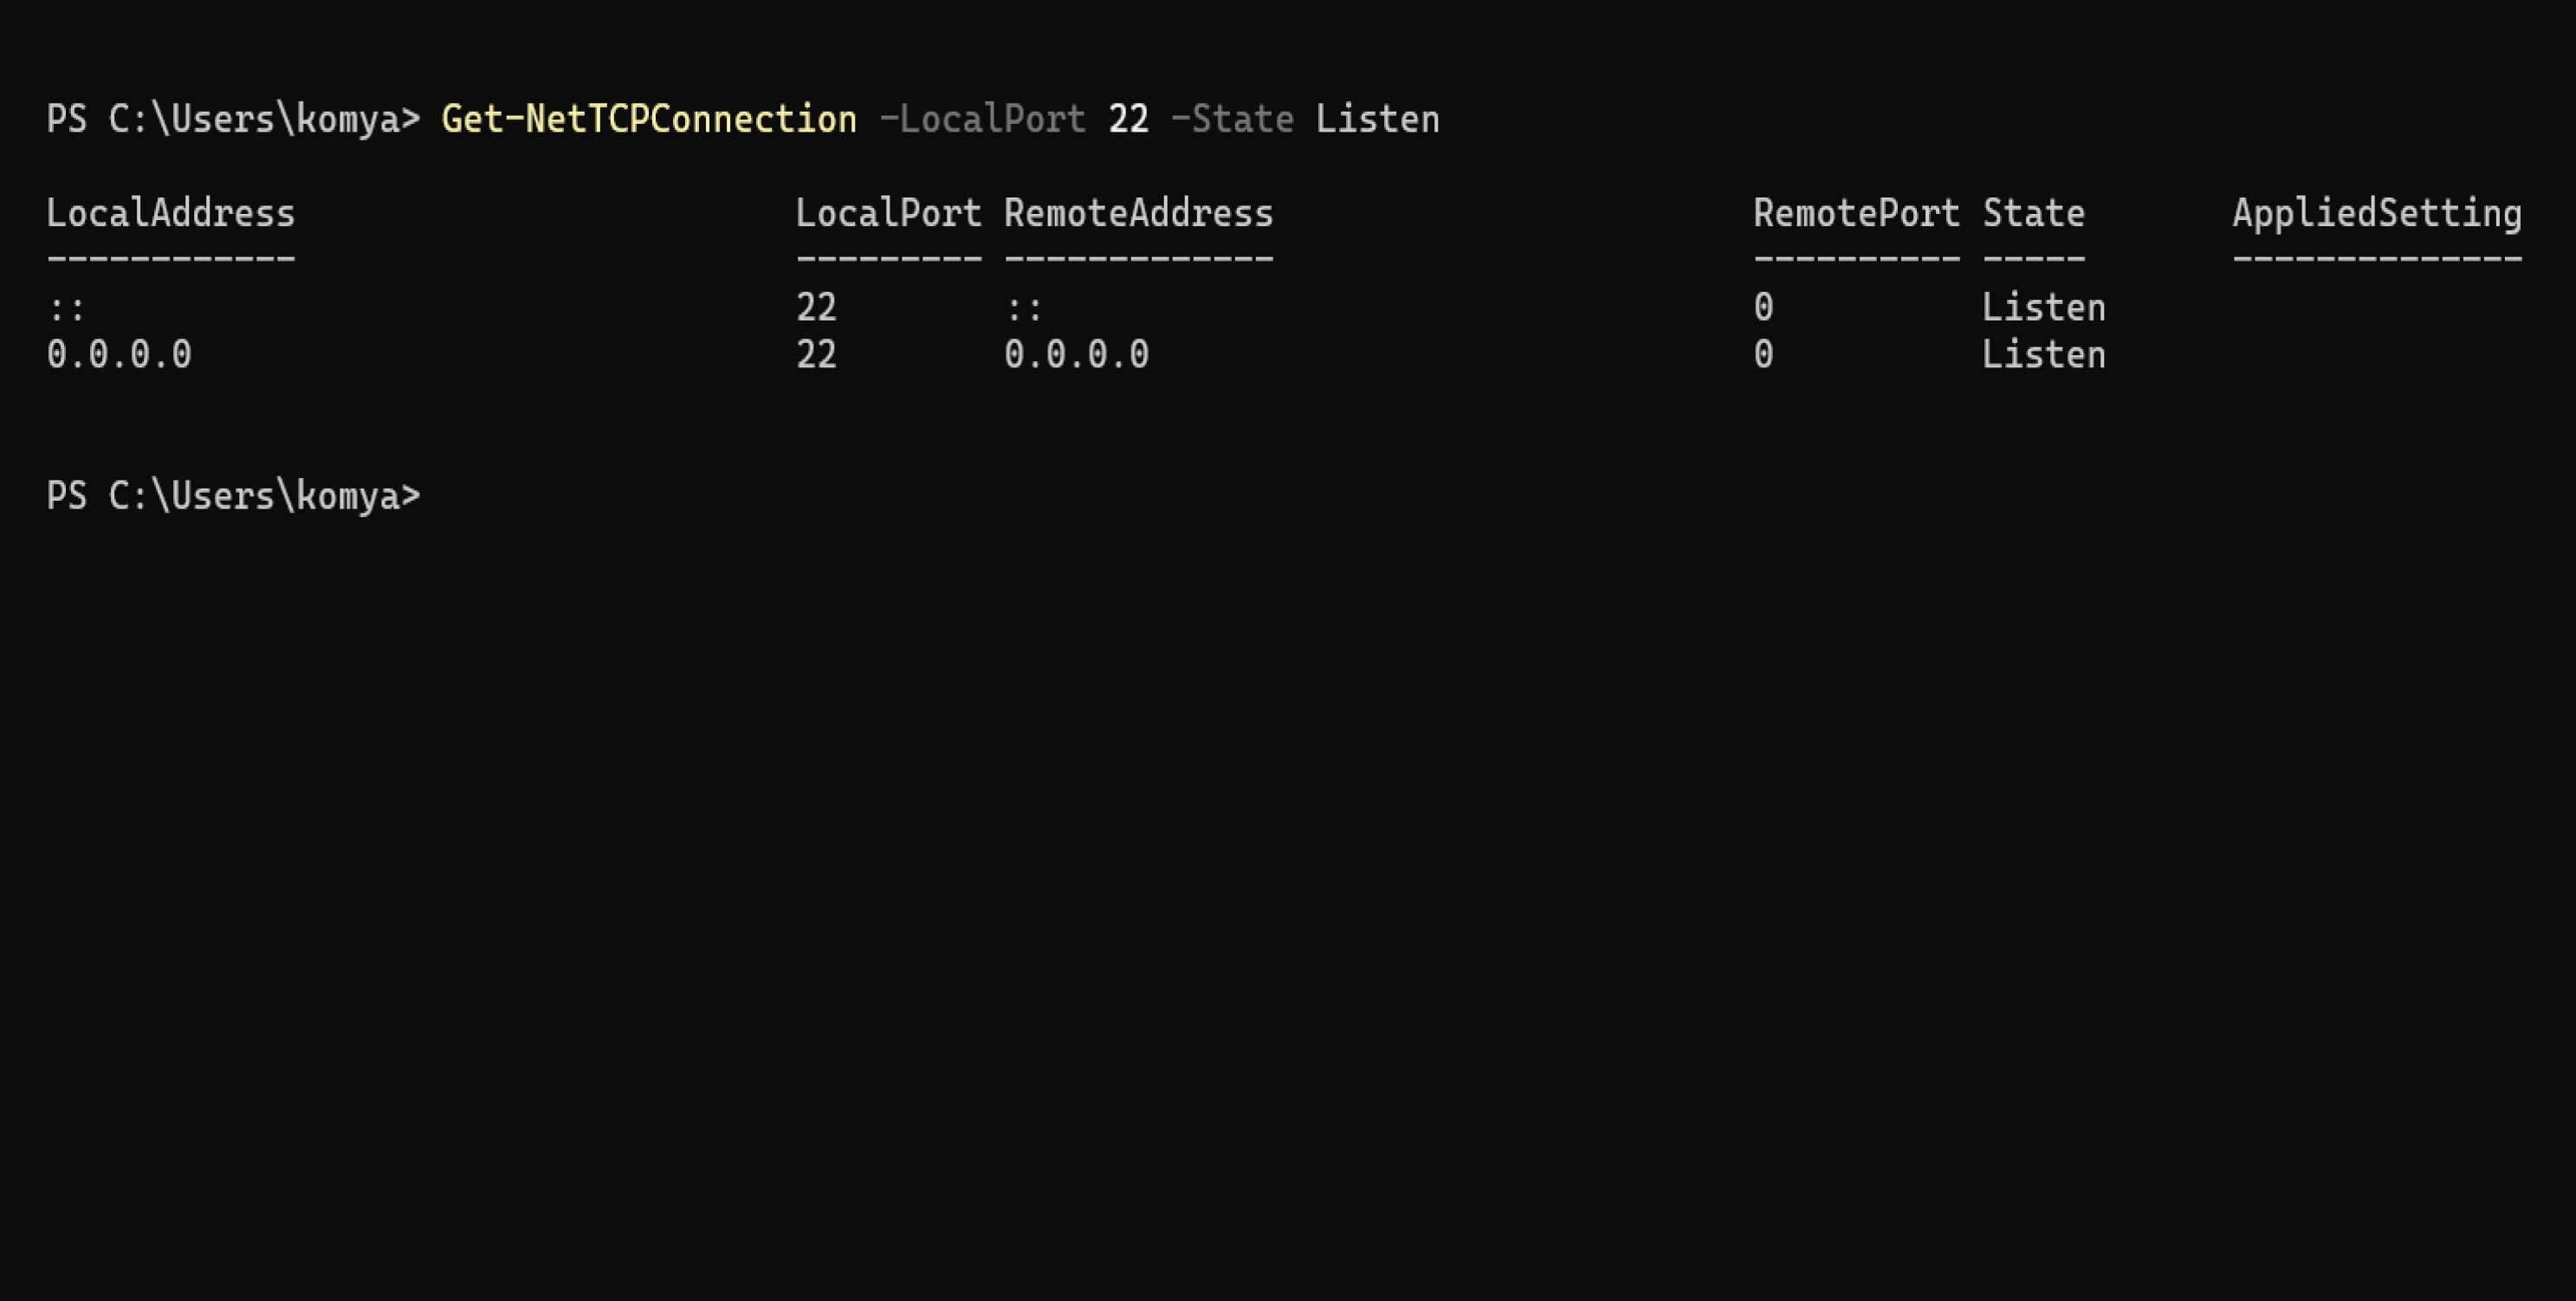 PS C:\Users\komya> Get-NetTCPConnection -LocalPort 22 -State Listen
LocalAddress LocalPort RemoteAddress RemotePort State AppliedSetting
------------ --------- ------------- ---------- ----- --------------
:: 22 :: 0 Listen
0.0.0.0 22 0.0.0.0 0 Listen
PS C:\Users\komya>